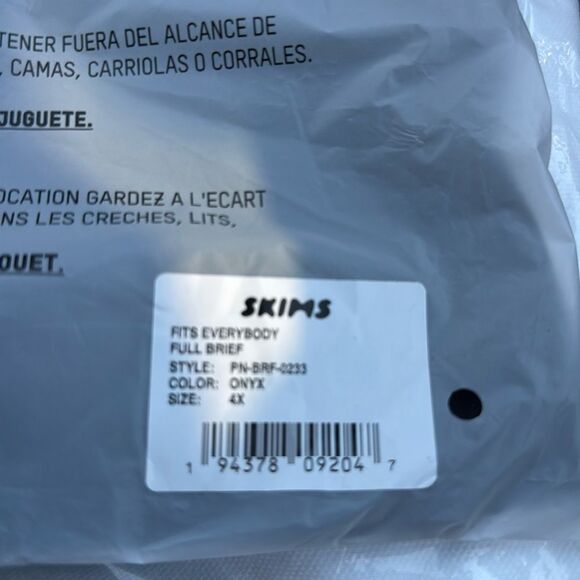 TENER FUERA DEL ALCANCE DE
, CAMAS, CARRIOLAS O CORRALES.
JUGUETE.
OCATION GARDEZ A L'ECART
NS LES CRECHES, LITS,
OUET.
SKIMS
FITS EVERYBODY
FULL BRIEF
STYLE: PN-BRF-0233
COLOR: ONYX
SIZE: 4X
1 94378 09204 7